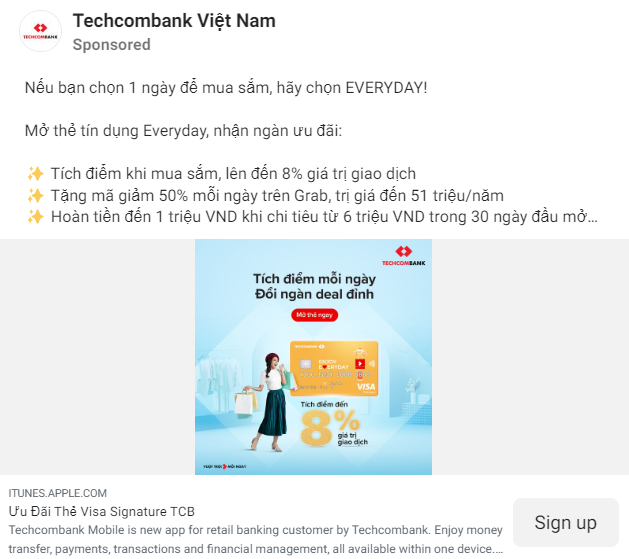 TECHCOMBANK
Techcombank Việt Nam
Sponsored
Nếu bạn chọn 1 ngày để mua sắm, hãy chọn EVERYDAY!
Mở thẻ tín dụng Everyday, nhận ngàn ưu đãi:
✨ Tích điểm khi mua sắm, lên đến 8% giá trị giao dịch
✨ Tặng mã giảm 50% mỗi ngày trên Grab, trị giá đến 51 triệu/năm
✨ Hoàn tiền đến 1 triệu VND khi chi tiêu từ 6 triệu VND trong 30 ngày đầu mở...
TECHCOMBANK
Tích điểm mỗi ngày
Đổi ngàn deal đỉnh
Mở thẻ ngay
TECHCOMBANK
ENJOY
EVERYDAY
VISA
Tích điểm đến
8%
giá trị
giao dịch
VƯỢT TRỘI MỖI NGÀY
ITUNES.APPLE.COM
Ưu Đãi Thẻ Visa Signature TCB
Techcombank Mobile is new app for retail banking customer by Techcombank. Enjoy money
transfer, payments, transactions and financial management, all available within one device....
Sign up